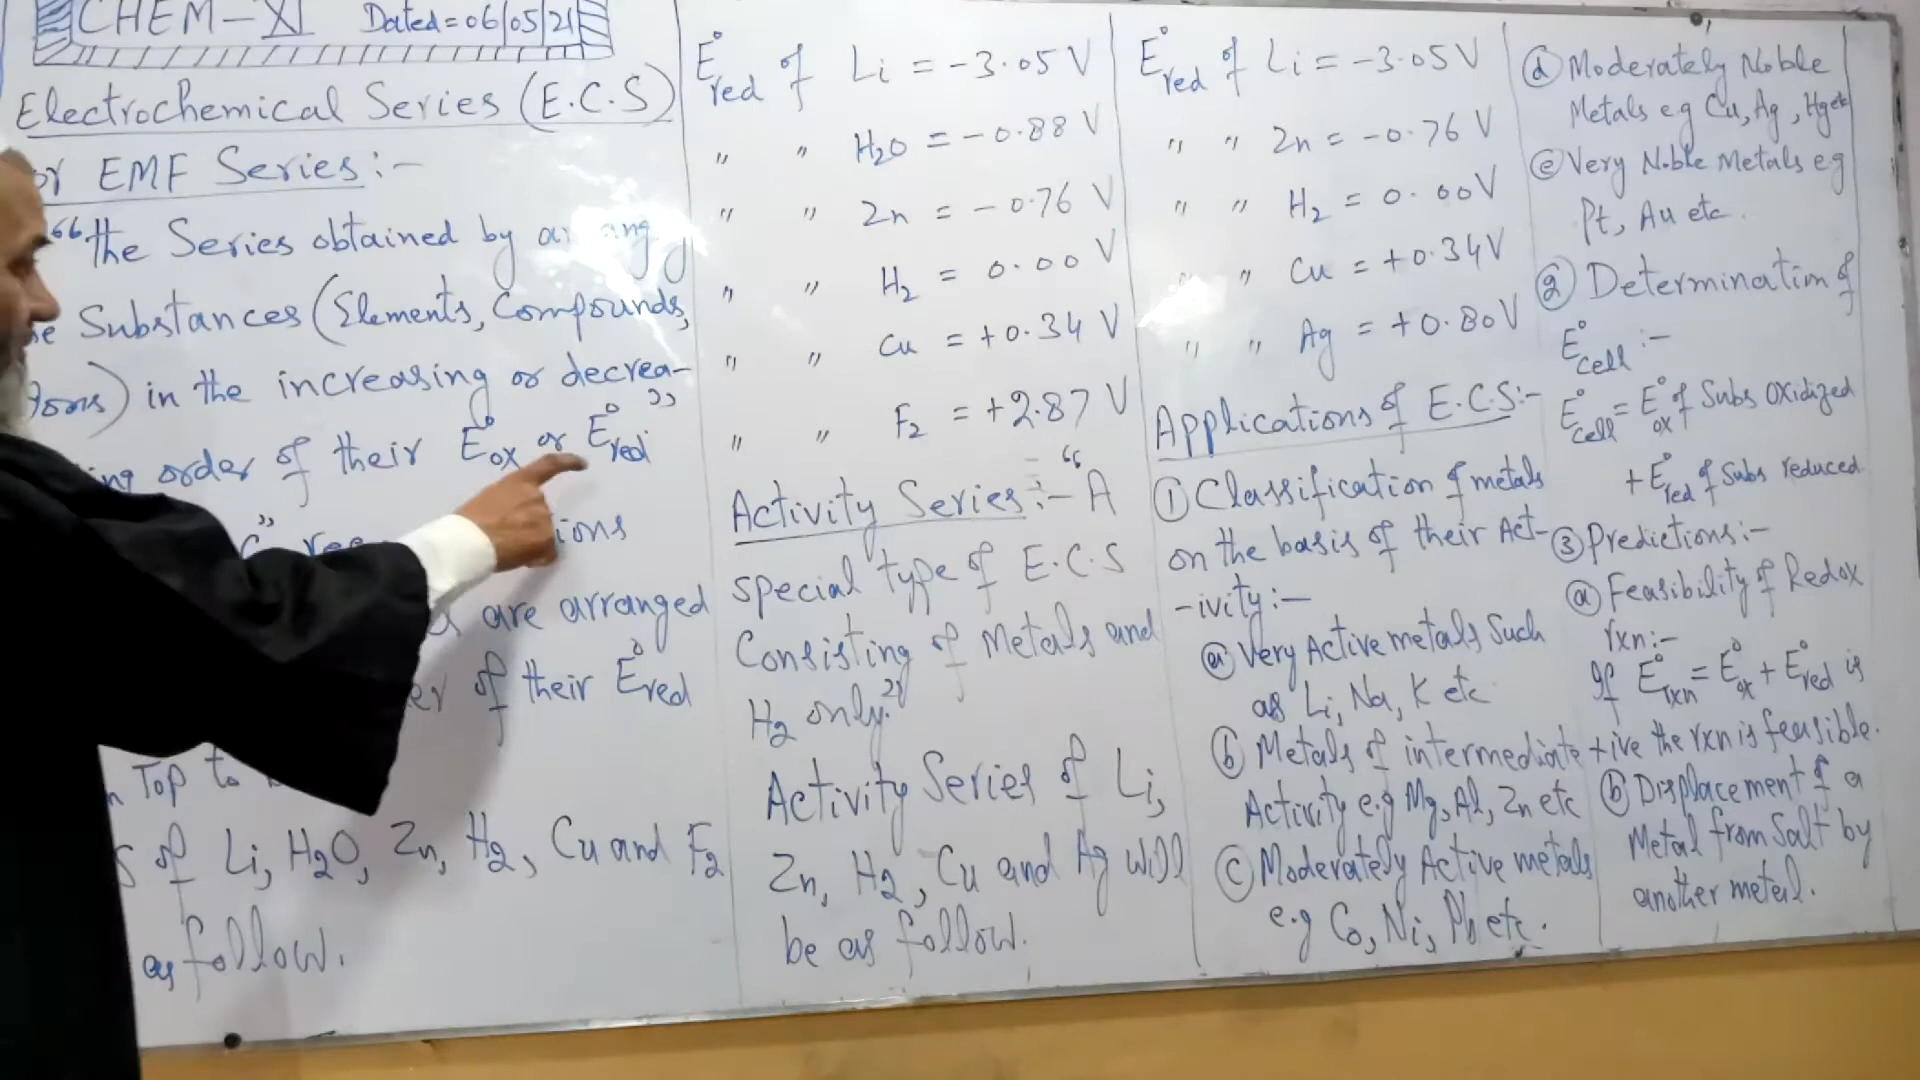 CHEM-XI Dated=06/05/21
Electrochemical Series (E.C.S)
or EMF Series:-
"the Series obtained by
Substances (Elements, Compounds,
in the increasing or decrea-
ing order of their E°ox or E°red"
are arranged
of their E°red
Top to
of Li, H2O, Zn, H2, Cu and F2
as follow.
E°red of Li = -3.05 V
" " H2O = -0.88 V
" " Zn = -0.76 V
" " H2 = 0.00 V
" " Cu = +0.34 V
" " F2 = +2.87 V
Activity Series:- "A
special type of E.C.S
Consisting of Metals and
H2 only."
Activity Series of Li,
Zn, H2, Cu and Ag will
be as follow.
E°red of Li = -3.05 V
" " Zn = -0.76 V
" " H2 = 0.00V
" " Cu = +0.34V
" " Ag = +0.80V
Applications of E.C.S:-
① Classification of metals
on the basis of their Act-
-ivity:-
ⓐ Very Active metals Such
as Li, Na, K etc
ⓑ Metals of intermediate
Activity e.g Mg, Al, Zn etc
ⓒ Moderately Active metals
e.g Co, Ni, Pb etc.
ⓓ Moderately Noble
Metals e.g Cu, Ag, Hg etc
ⓔ Very Noble Metals eg
Pt, Au etc.
② Determination of
E°cell :-
E°cell = E°ox of Subs oxidized
+ E°red of Subs reduced
③ Predictions:-
ⓐ Feasibility of Redox
rxn:-
If E°rxn = E°ox + E°red is
+ive the rxn is feasible.
ⓑ Displacement of a
Metal from Salt by
another metal.